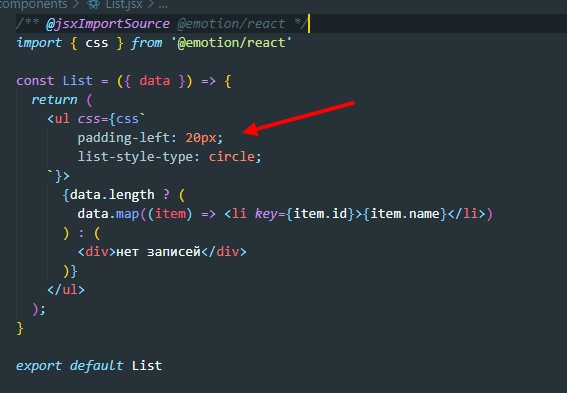 components > List.jsx > ...
/** @jsxImportSource @emotion/react */
import { css } from '@emotion/react'

const List = ({ data }) => {
  return (
    <ul css={css`
        padding-left: 20px;
        list-style-type: circle;
    `}>
      {data.length ? (
        data.map((item) => <li key={item.id}>{item.name}</li>)
      ) : (
        <div>нет записей</div>
      )}
    </ul>
  );
}

export default List